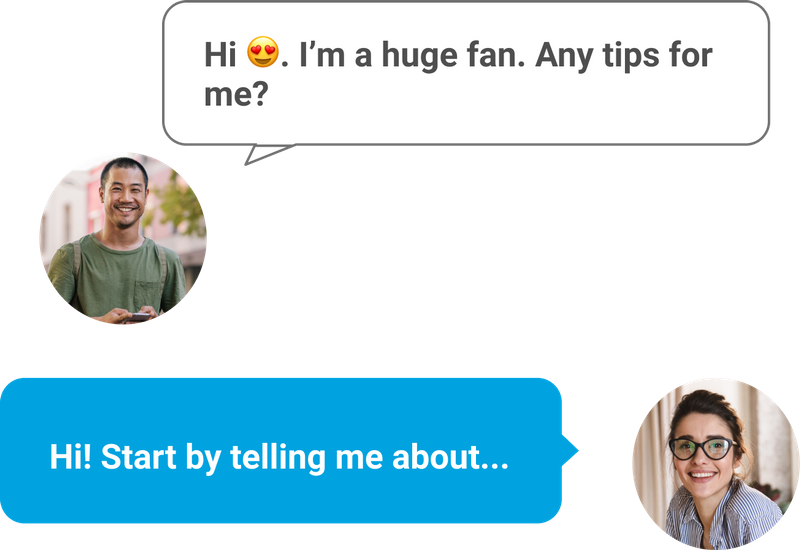 Hi 😍. I’m a huge fan. Any tips for
me?
Hi! Start by telling me about...